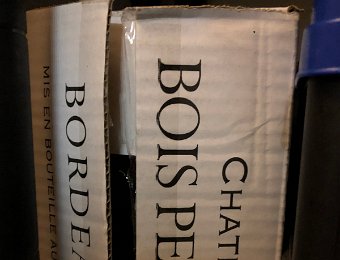 CHAT
BOIS PE
BORDEA
MIS EN BOUTEILLE AU